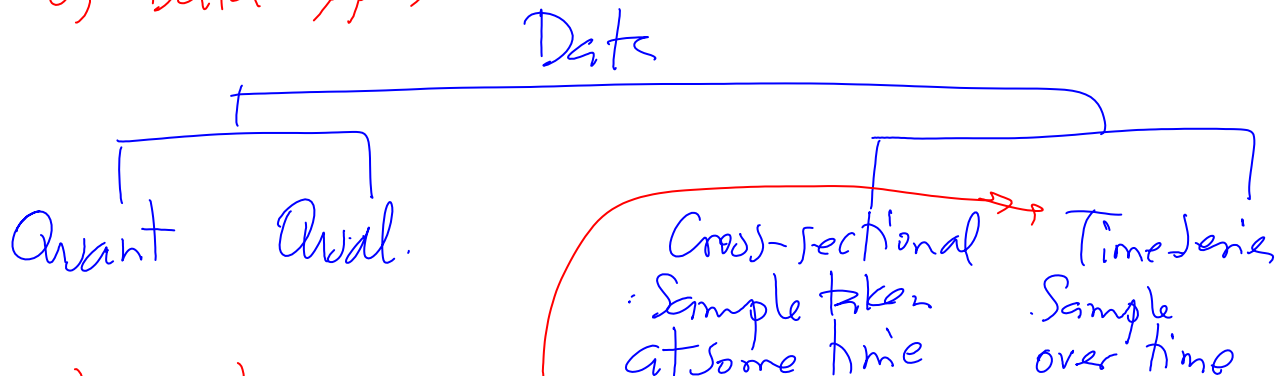 Data
Quant Qual. Cross-sectional Time Series
· Sample taken . Sample
at some time over time